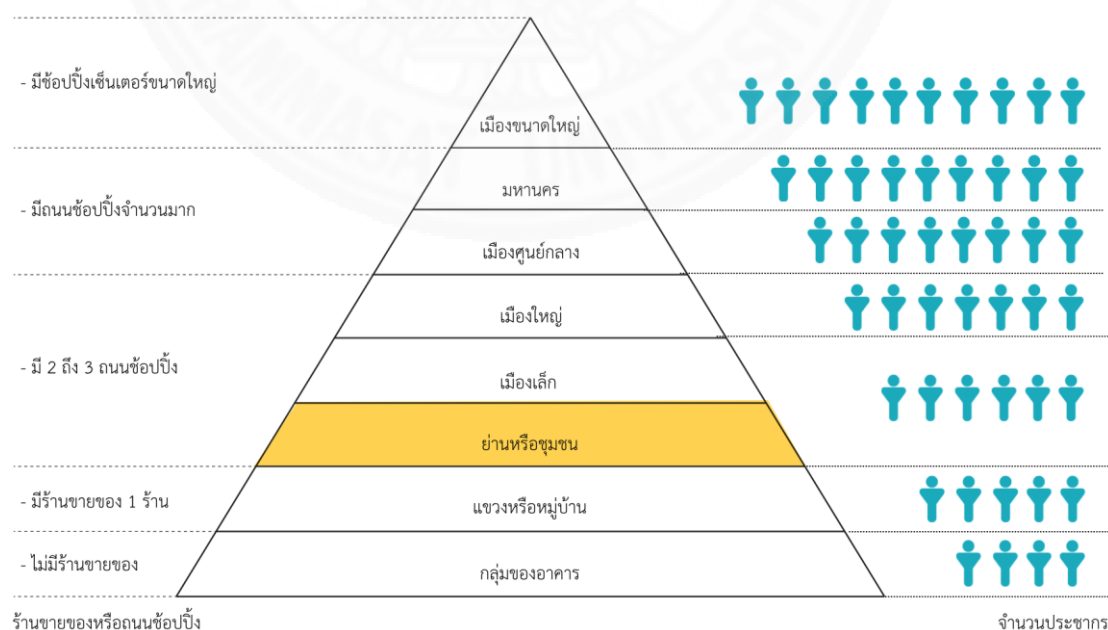 - มีช้อปปิ้งเซ็นเตอร์ขนาดใหญ่
เมืองขนาดใหญ่
มหานคร
- มีถนนช้อปปิ้งจำนวนมาก
เมืองศูนย์กลาง
เมืองใหญ่
- มี 2 ถึง 3 ถนนช้อปปิ้ง
เมืองเล็ก
ย่านหรือชุมชน
- มีร้านขายของ 1 ร้าน
แขวงหรือหมู่บ้าน
- ไม่มีร้านขายของ
กลุ่มของอาคาร
ร้านขายของหรือถนนช้อปปิ้ง
จำนวนประชากร